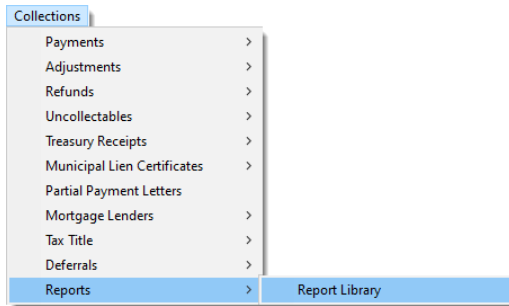 Collections
Payments >
Adjustments >
Refunds >
Uncollectables >
Treasury Receipts >
Municipal Lien Certificates >
Partial Payment Letters
Mortgage Lenders >
Tax Title >
Deferrals >
Reports > Report Library